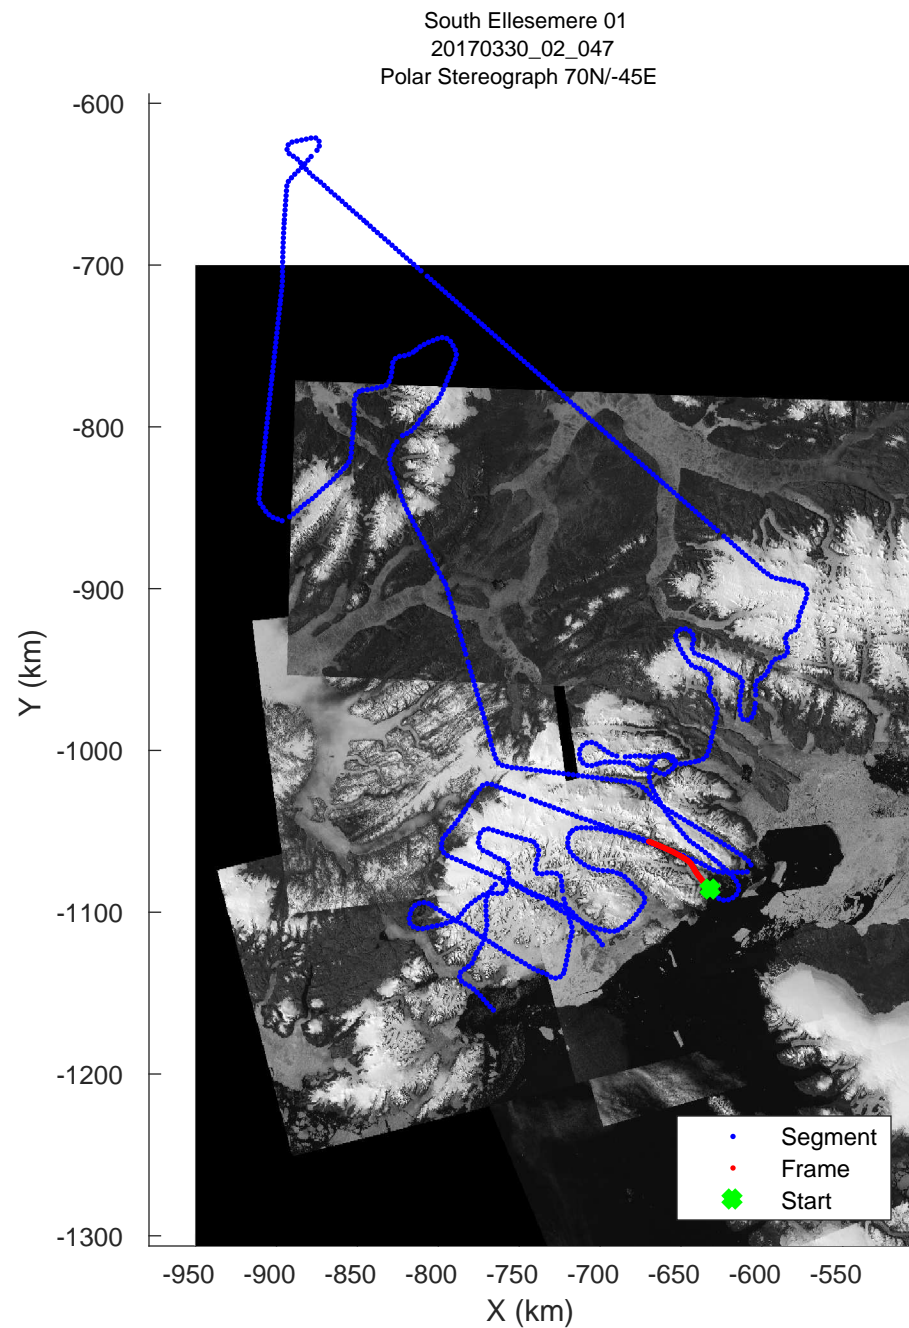 South Ellesemere 01
20170330_02_047
Polar Stereograph 70N/-45E
-600
-700
-800
-900
-1000
-1100
-1200
-1300
Y (km)
-950 -900 -850 -800 -750 -700 -650 -600 -550
X (km)
Segment
Frame
Start